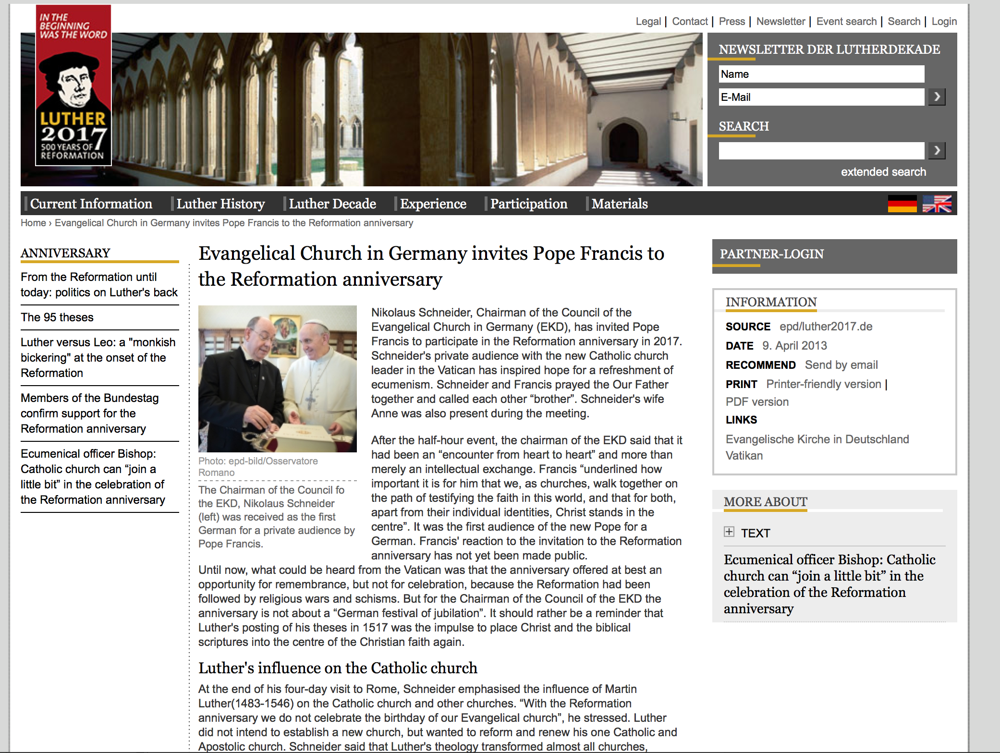 IN THE
BEGINNING
WAS THE WORD
LUTHER
2017
500 YEARS OF
REFORMATION
Legal | Contact | Press | Newsletter | Event search | Search | Login
NEWSLETTER DER LUTHERDEKADE
Name
E-Mail
SEARCH
extended search
Current Information
Luther History
Luther Decade
Experience
Participation
Materials
Home › Evangelical Church in Germany invites Pope Francis to the Reformation anniversary
ANNIVERSARY
From the Reformation until
today: politics on Luther's back
The 95 theses
Luther versus Leo: a "monkish
bickering" at the onset of the
Reformation
Members of the Bundestag
confirm support for the
Reformation anniversary
Ecumenical officer Bishop:
Catholic church can “join a
little bit” in the celebration of
the Reformation anniversary
Evangelical Church in Germany invites Pope Francis to
the Reformation anniversary
Photo: epd-bild/Osservatore
Romano
The Chairman of the Council fo
the EKD, Nikolaus Schneider
(left) was received as the first
German for a private audience by
Pope Francis.
Nikolaus Schneider, Chairman of the Council of the
Evangelical Church in Germany (EKD), has invited Pope
Francis to participate in the Reformation anniversary in 2017.
Schneider's private audience with the new Catholic church
leader in the Vatican has inspired hope for a refreshment of
ecumenism. Schneider and Francis prayed the Our Father
together and called each other “brother”. Schneider's wife
Anne was also present during the meeting.
After the half-hour event, the chairman of the EKD said that it
had been an “encounter from heart to heart” and more than
merely an intellectual exchange. Francis “underlined how
important it is for him that we, as churches, walk together on
the path of testifying the faith in this world, and that for both,
apart from their individual identities, Christ stands in the
centre”. It was the first audience of the new Pope for a
German. Francis' reaction to the invitation to the Reformation
anniversary has not yet been made public.
Until now, what could be heard from the Vatican was that the anniversary offered at best an
opportunity for remembrance, but not for celebration, because the Reformation had been
followed by religious wars and schisms. But for the Chairman of the Council of the EKD the
anniversary is not about a “German festival of jubilation”. It should rather be a reminder that
Luther's posting of his theses in 1517 was the impulse to place Christ and the biblical
scriptures into the centre of the Christian faith again.
Luther's influence on the Catholic church
At the end of his four-day visit to Rome, Schneider emphasised the influence of Martin
Luther(1483-1546) on the Catholic church and other churches. “With the Reformation
anniversary we do not celebrate the birthday of our Evangelical church”, he stressed. Luther
did not intend to establish a new church, but wanted to reform and renew his one Catholic and
Apostolic church. Schneider said that Luther's theology transformed almost all churches,
PARTNER-LOGIN
INFORMATION
SOURCE epd/luther2017.de
DATE 9. April 2013
RECOMMEND Send by email
PRINT Printer-friendly version |
PDF version
LINKS
Evangelische Kirche in Deutschland
Vatikan
MORE ABOUT
TEXT
Ecumenical officer Bishop: Catholic
church can “join a little bit” in the
celebration of the Reformation
anniversary